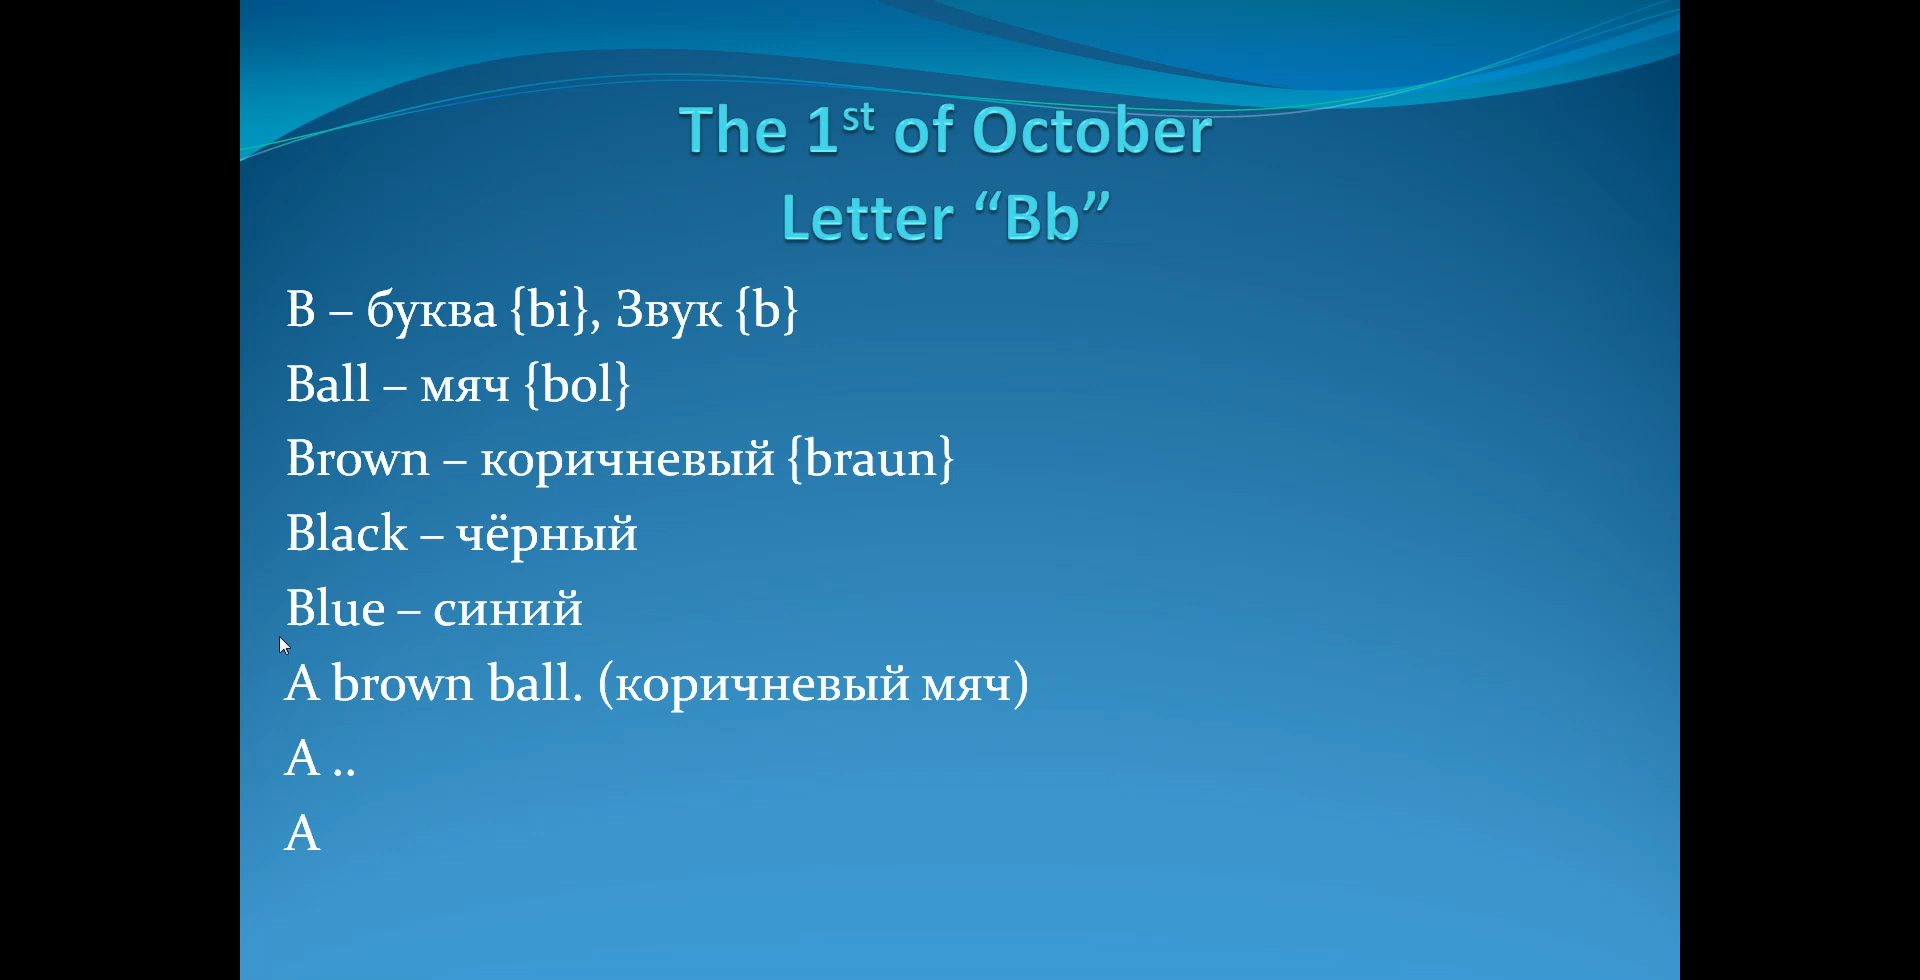 The 1st of October
Letter “Bb”
B – буква {bi}, Звук {b}
Ball – мяч {bol}
Brown – коричневый {braun}
Black – чёрный
Blue – синий
A brown ball. (коричневый мяч)
A ..
A